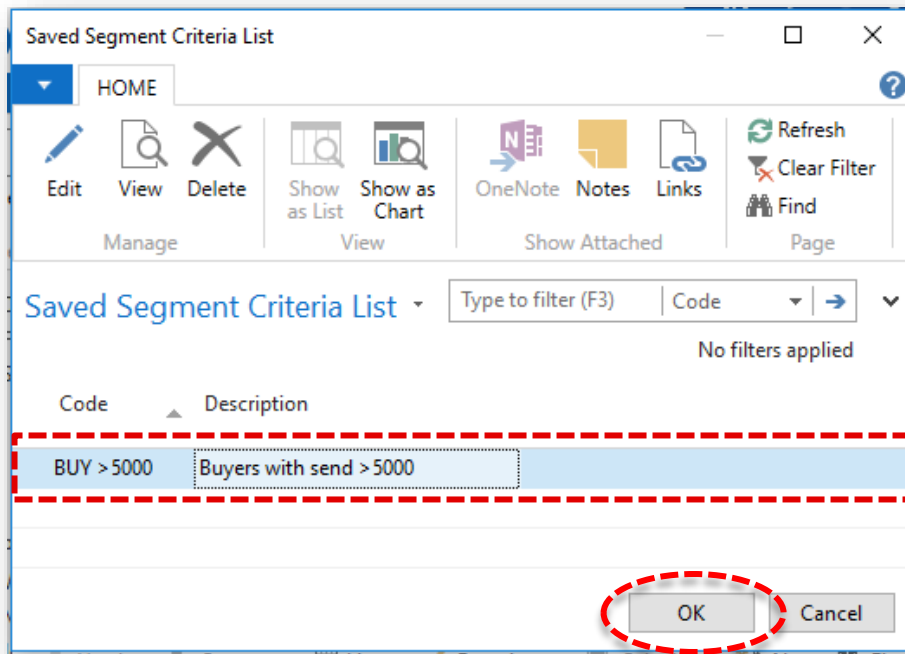 Saved Segment Criteria List
HOME
Edit View Delete Show as List Show as Chart OneNote Notes Links Refresh
Clear Filter
Find
Manage View Show Attached Page
Saved Segment Criteria List Type to filter (F3) Code
No filters applied
Code Description
BUY >5000 Buyers with send >5000
OK Cancel